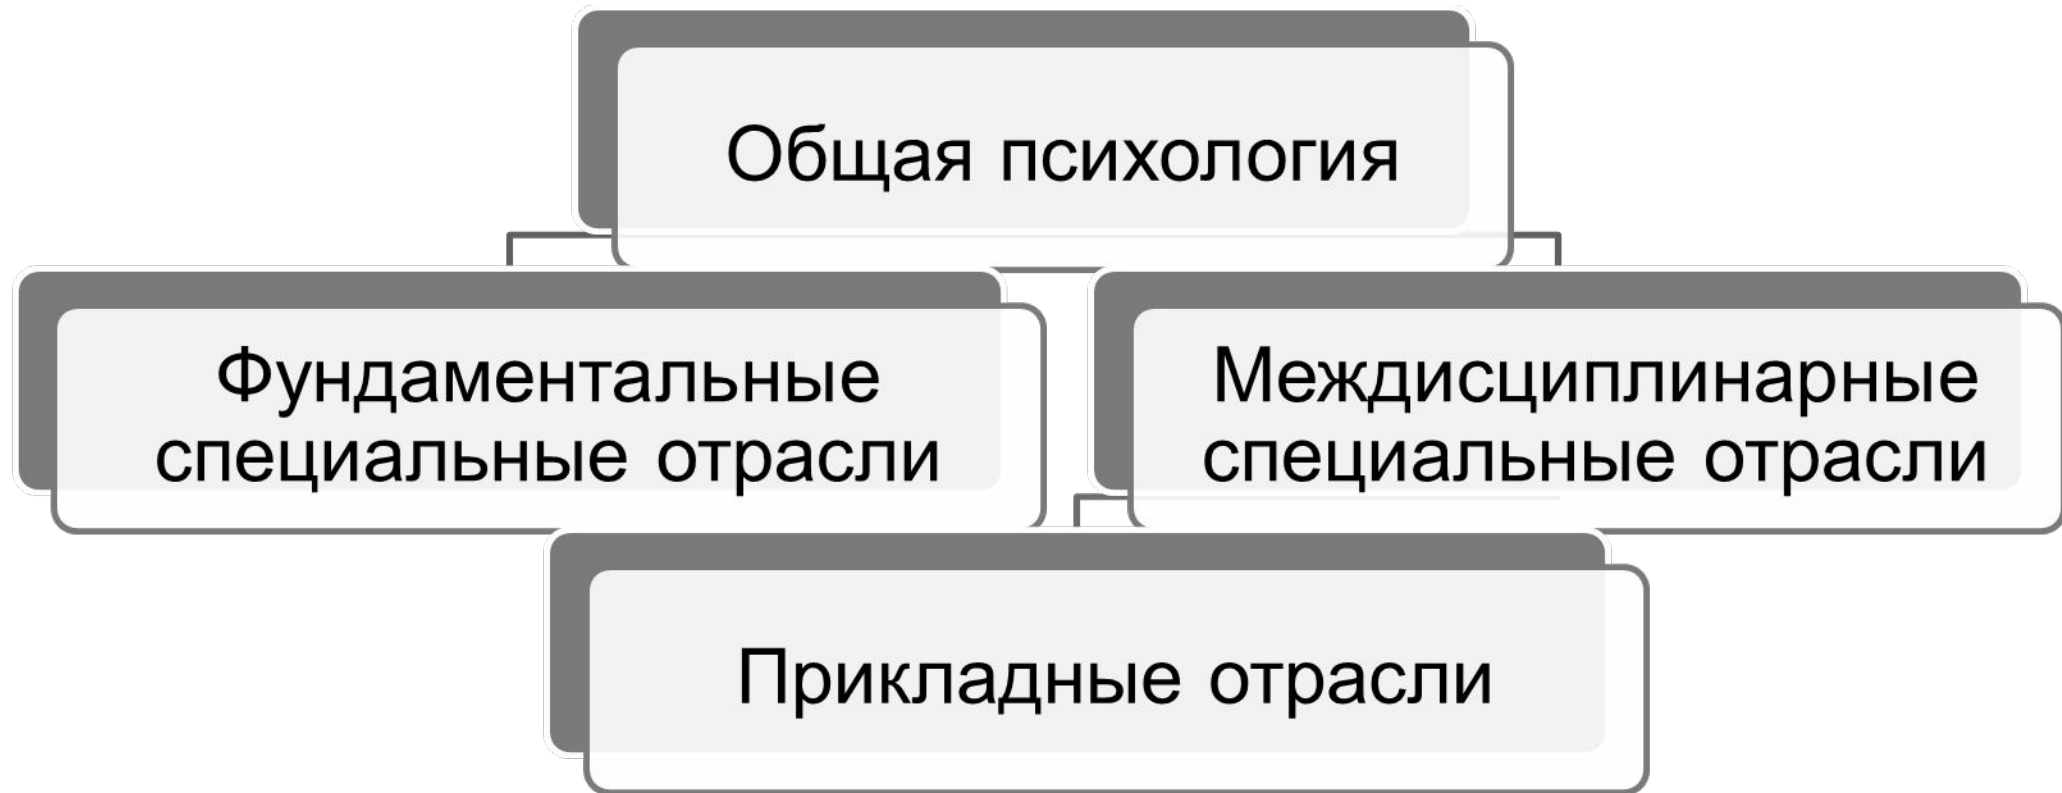 Общая психология
Фундаментальные
специальные отрасли
Междисциплинарные
специальные отрасли
Прикладные отрасли